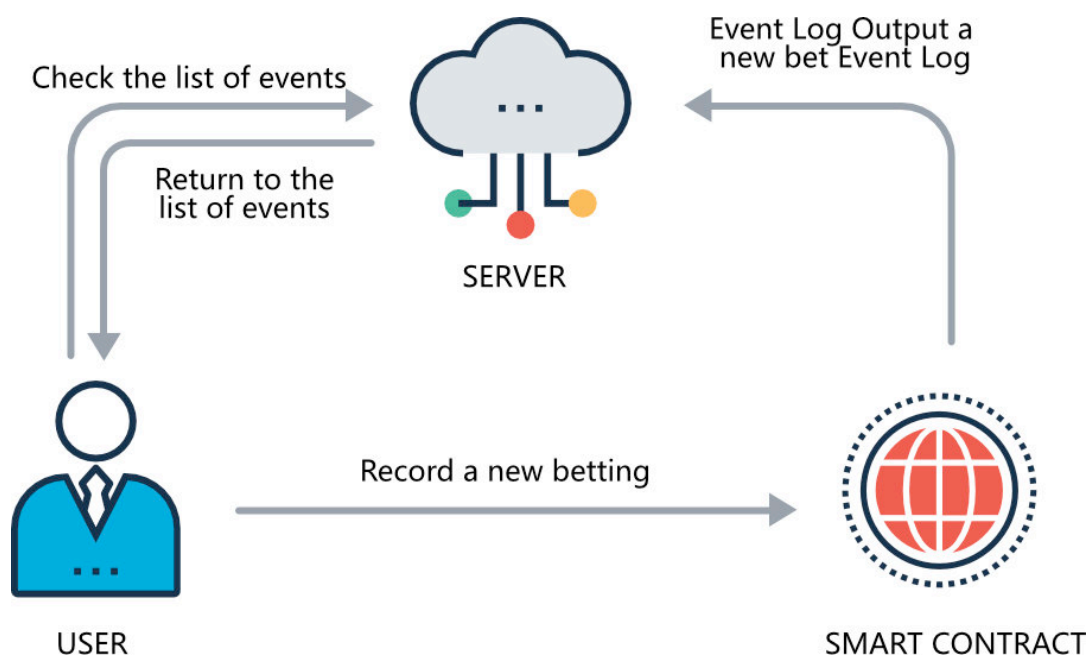 Event Log Output a
new bet Event Log
Check the list of events
Return to the
list of events
SERVER
Record a new betting
USER
SMART CONTRACT